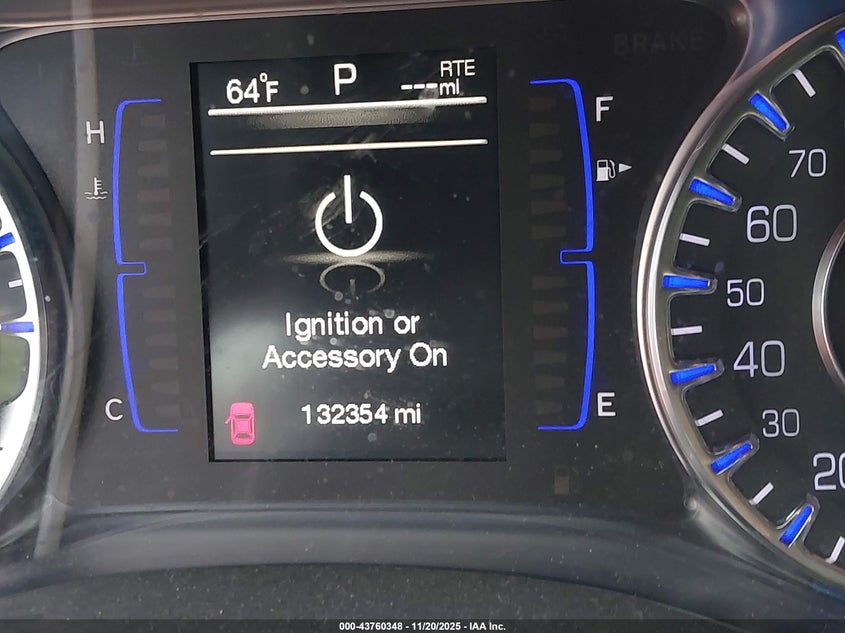 BRAKE
64°F P RTE
---mi
H
F
C
E
Ignition or
Accessory On
132354 mi
70
60
50
40
30
20
000-43760348 - 11/20/2025 - IAA Inc.